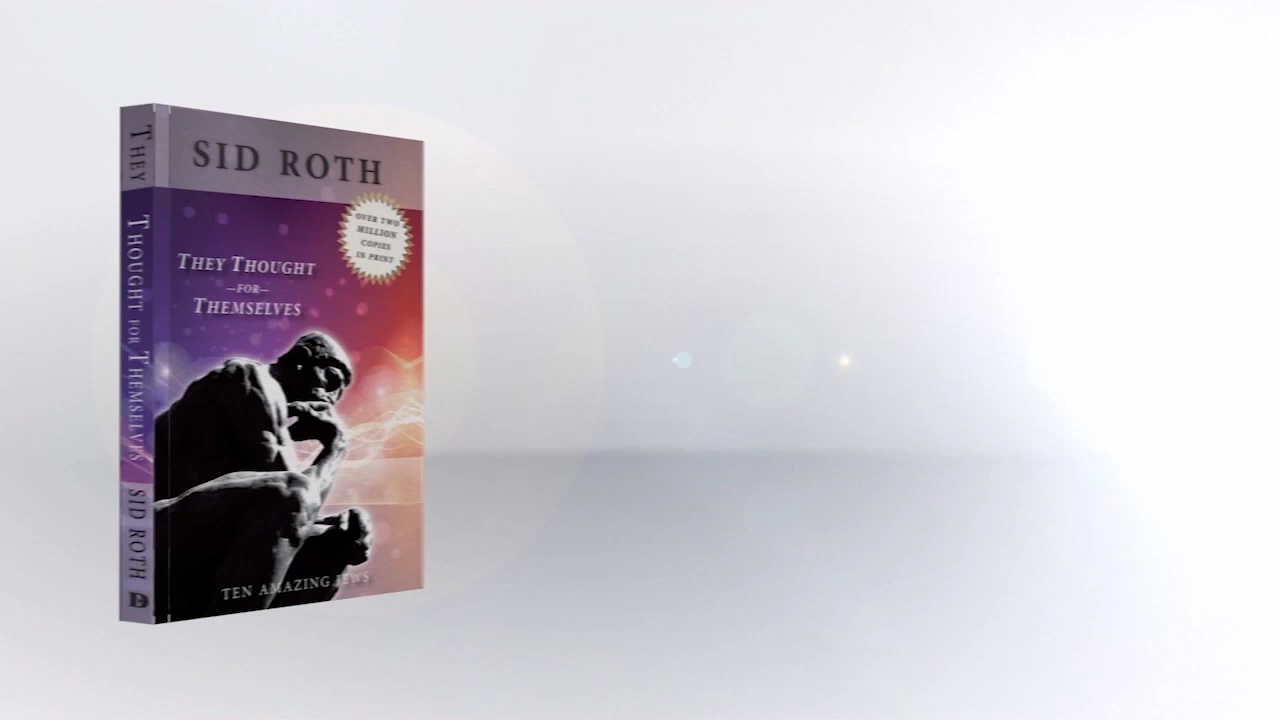 SID ROTH
OVER TWO
MILLION
COPIES
IN PRINT
THEY THOUGHT
—FOR—
THEMSELVES
TEN AMAZING JEWS
THEY THOUGHT FOR THEMSELVES SID ROTH
D